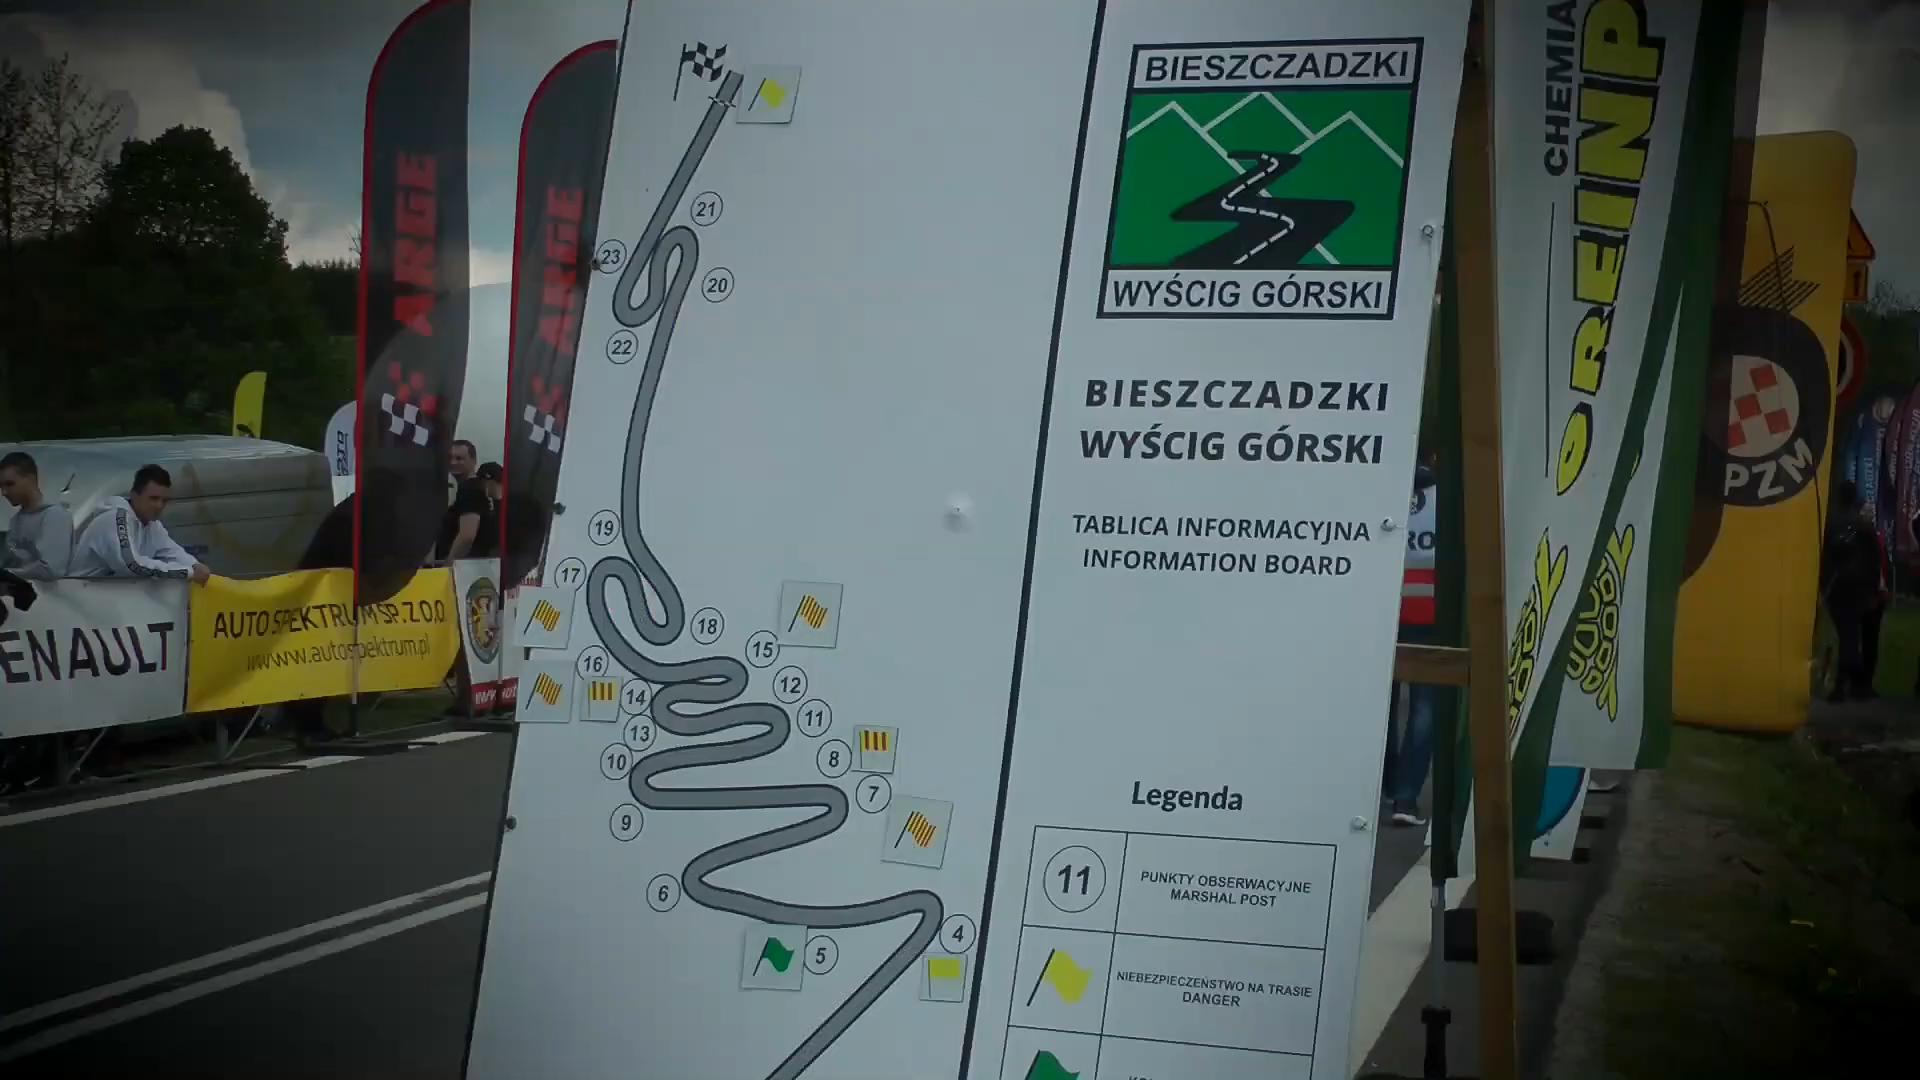 BIESZCZADZKI
WYŚCIG GÓRSKI
BIESZCZADZKI
WYŚCIG GÓRSKI
TABLICA INFORMACYJNA
INFORMATION BOARD
Legenda
11
PUNKTY OBSERWACYJNE
MARSHAL POST
NIEBEZPIECZEŃSTWO NA TRASIE
DANGER
21
23
20
22
19
17
18
15
16
12
14
11
13
8
10
7
9
6
4
5
ARGE
ARGE
ENAULT
AUTO SPEKTRUM SP. Z O.O
www.autospektrum.pl
CHEMIA
OREINP
PZM
RO